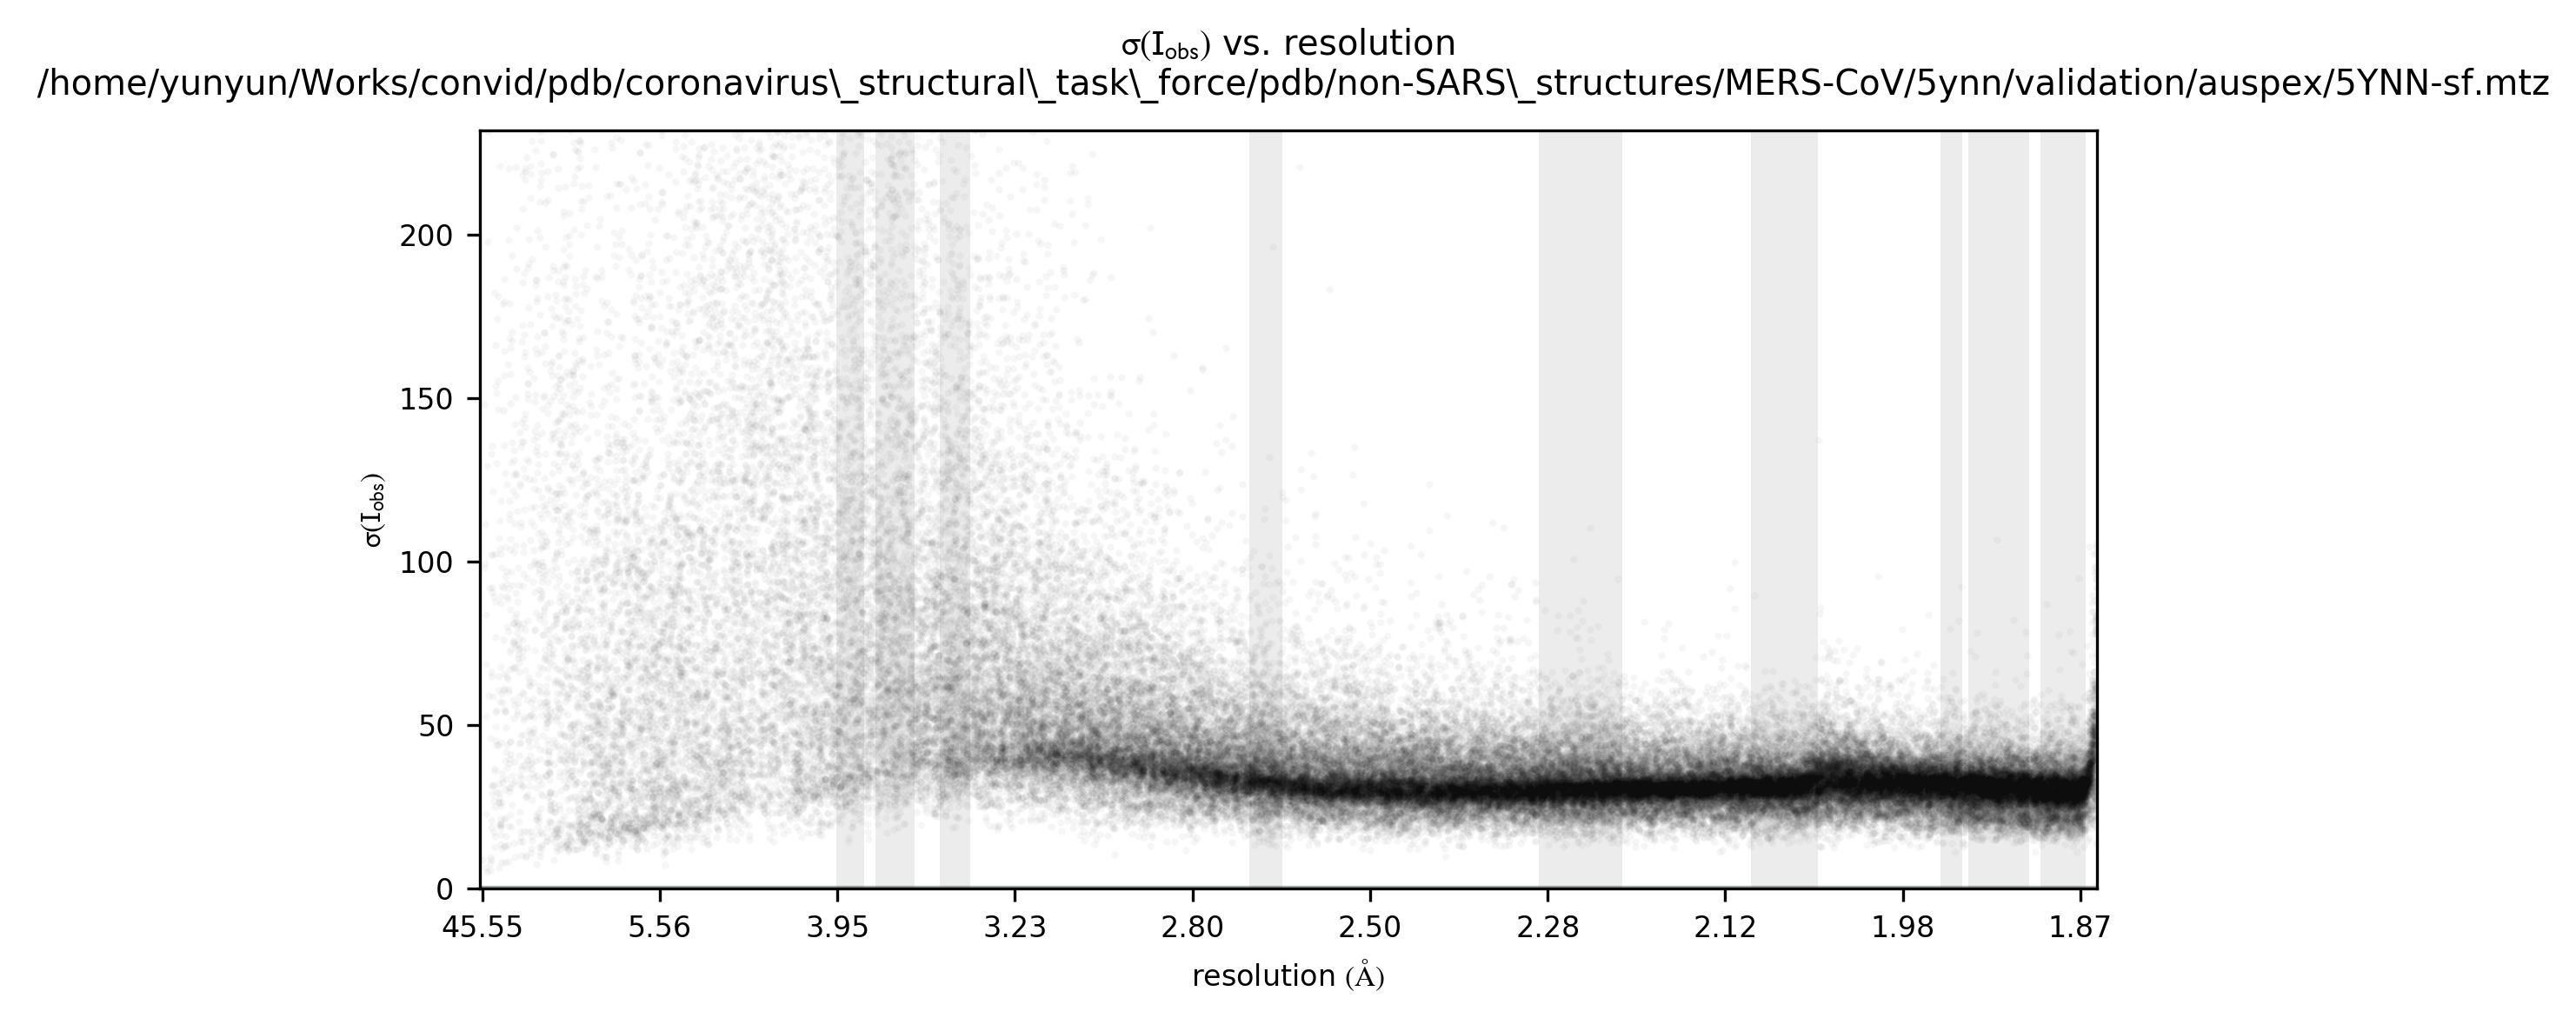 σ(I_obs) vs. resolution
/home/yunyun/Works/convid/pdb/coronavirus\_structural\_task\_force/pdb/non-SARS\_structures/MERS-CoV/5ynn/validation/auspex/5YNN-sf.mtz
σ(I_obs)
200
150
100
50
0
45.55 5.56 3.95 3.23 2.80 2.50 2.28 2.12 1.98 1.87
resolution (Å)